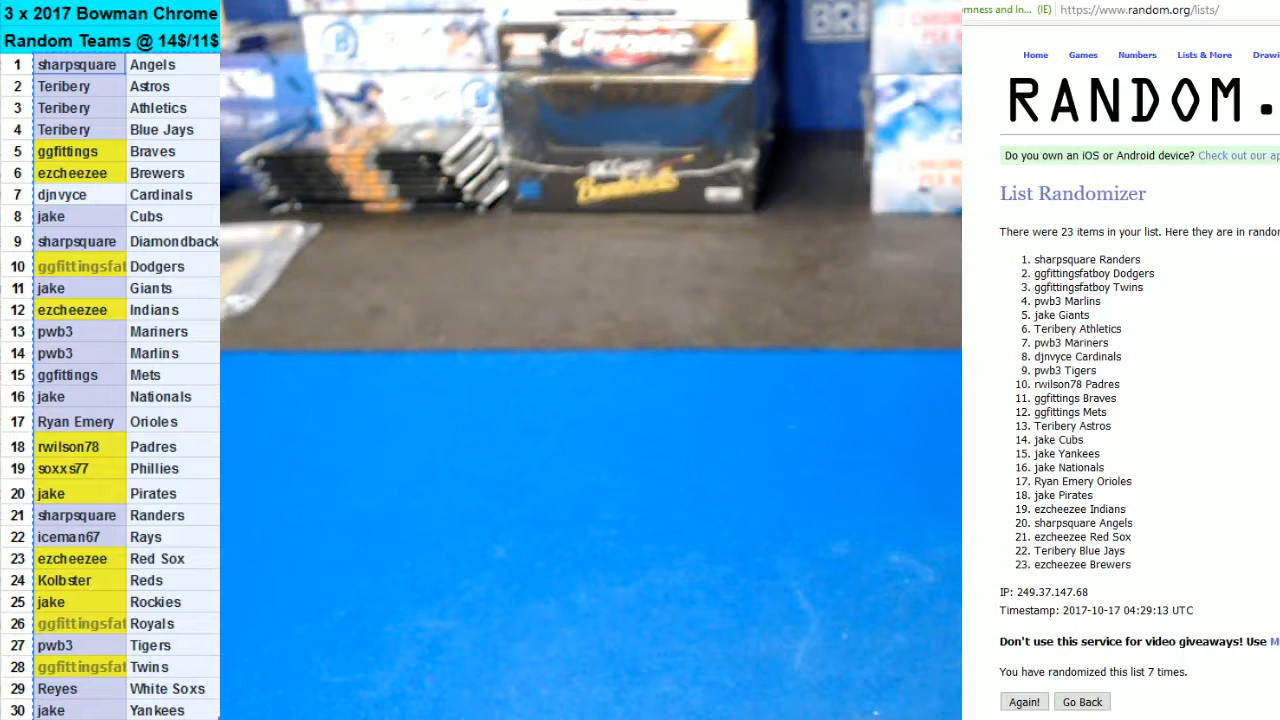 3 x 2017 Bowman Chrome
Random Teams @ 14$/11$
1 sharpsquare Angels
2 Teribery Astros
3 Teribery Athletics
4 Teribery Blue Jays
5 ggfittings Braves
6 ezcheezee Brewers
7 djnvyce Cardinals
8 jake Cubs
9 sharpsquare Diamondback
10 ggfittingsfat Dodgers
11 jake Giants
12 ezcheezee Indians
13 pwb3 Mariners
14 pwb3 Marlins
15 ggfittings Mets
16 jake Nationals
17 Ryan Emery Orioles
18 rwilson78 Padres
19 soxxs77 Phillies
20 jake Pirates
21 sharpsquare Randers
22 iceman67 Rays
23 ezcheezee Red Sox
24 Kolbster Reds
25 jake Rockies
26 ggfittingsfat Royals
27 pwb3 Tigers
28 ggfittingsfat Twins
29 Reyes White Soxs
30 jake Yankees
Chrome
BRI
Bombshells
omness and In... (IE) https://www.random.org/lists/
Home Games Numbers Lists & More Drawi
RANDOM.
Do you own an iOS or Android device? Check out our ap
List Randomizer
There were 23 items in your list. Here they are in randon
1. sharpsquare Randers
2. ggfittingsfatboy Dodgers
3. ggfittingsfatboy Twins
4. pwb3 Marlins
5. jake Giants
6. Teribery Athletics
7. pwb3 Mariners
8. djnvyce Cardinals
9. pwb3 Tigers
10. rwilson78 Padres
11. ggfittings Braves
12. ggfittings Mets
13. Teribery Astros
14. jake Cubs
15. jake Yankees
16. jake Nationals
17. Ryan Emery Orioles
18. jake Pirates
19. ezcheezee Indians
20. sharpsquare Angels
21. ezcheezee Red Sox
22. Teribery Blue Jays
23. ezcheezee Brewers
IP: 249.37.147.68
Timestamp: 2017-10-17 04:29:13 UTC
Don't use this service for video giveaways! Use M
You have randomized this list 7 times.
Again! Go Back